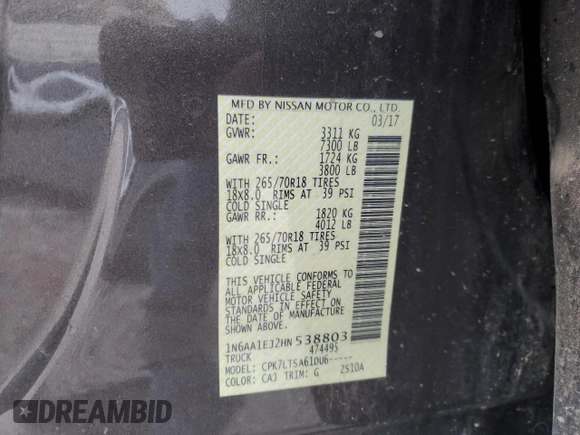 MFD BY NISSAN MOTOR CO., LTD.
DATE: 03/17
GVWR: 3311 KG
7300 LB
GAWR FR.: 1724 KG
3800 LB
WITH 265/70R18 TIRES
18x8.0 RIMS AT 39 PSI
COLD SINGLE
GAWR RR.: 1820 KG
4012 LB
WITH 265/70R18 TIRES
18x8.0 RIMS AT 39 PSI
COLD SINGLE
THIS VEHICLE CONFORMS TO
ALL APPLICABLE FEDERAL
MOTOR VEHICLE SAFETY
STANDARDS IN EFFECT ON
THE DATE OF MANUFACTURE
SHOWN ABOVE.
1N6AA1EJ2HN538803
TRUCK 474495
MODEL: CPK7LTSA61DU6-----
COLOR: CAJ TRIM: G ZS10A
DREAMBID